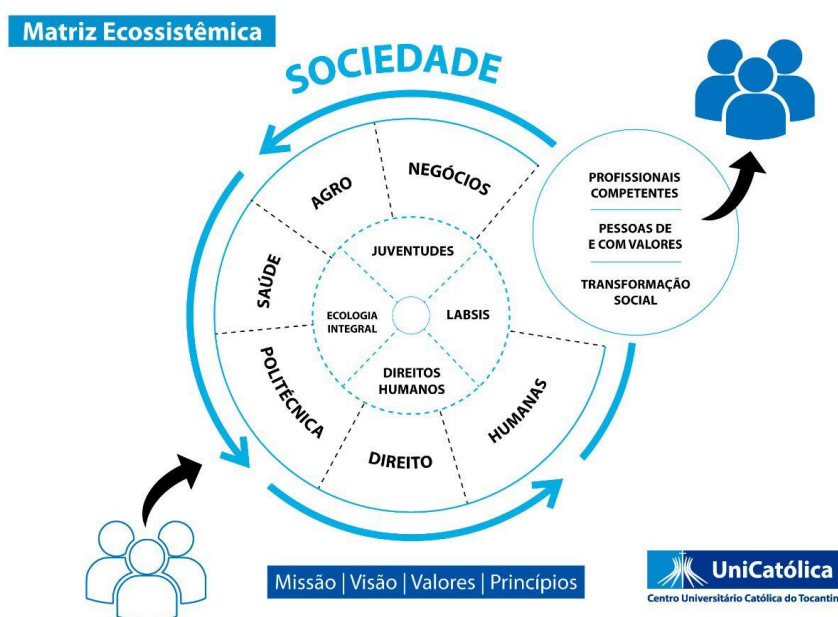 Matriz Ecossistêmica
SOCIEDADE
NEGÓCIOS
AGRO
SAÚDE
POLITÉCNICA
DIREITO
HUMANAS
JUVENTUDES
ECOLOGIA
INTEGRAL
LABSIS
DIREITOS
HUMANOS
PROFISSIONAIS
COMPETENTES
PESSOAS DE
E COM VALORES
TRANSFORMAÇÃO
SOCIAL
Missão | Visão | Valores | Princípios
UniCatólica
Centro Universitário Católica do Tocantin